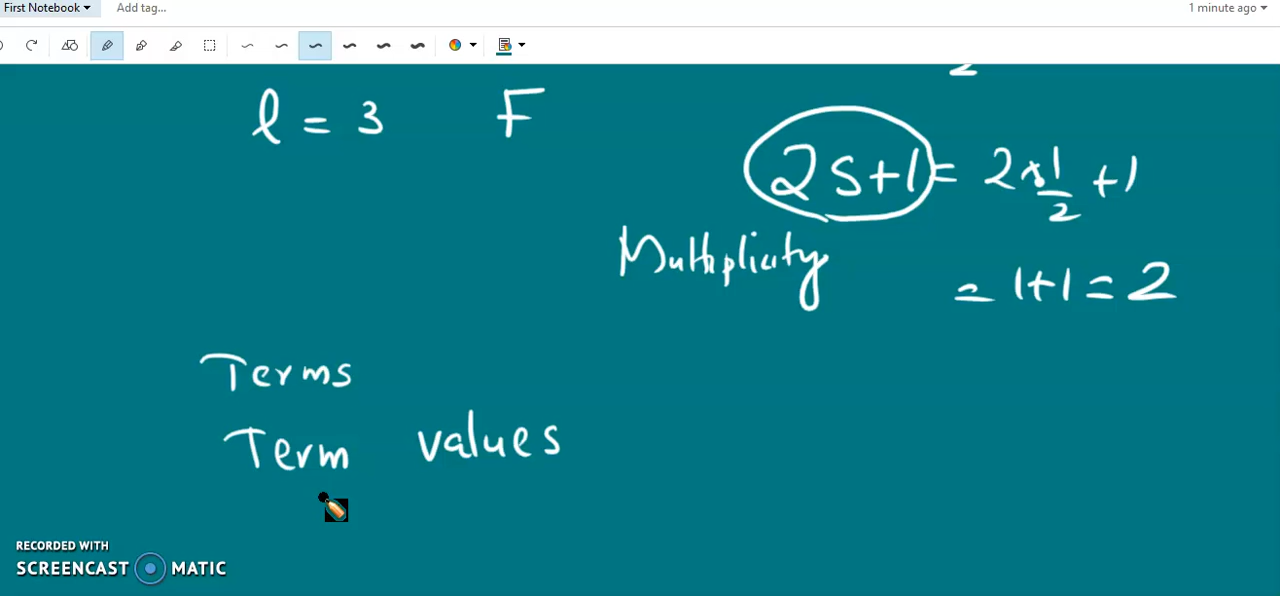 First Notebook
Add tag...
1 minute ago
2
l = 3 F
2s+1 = 2×1/2 +1
Multiplicity
= 1+1 = 2
Terms
Term values
RECORDED WITH
SCREENCAST MATIC